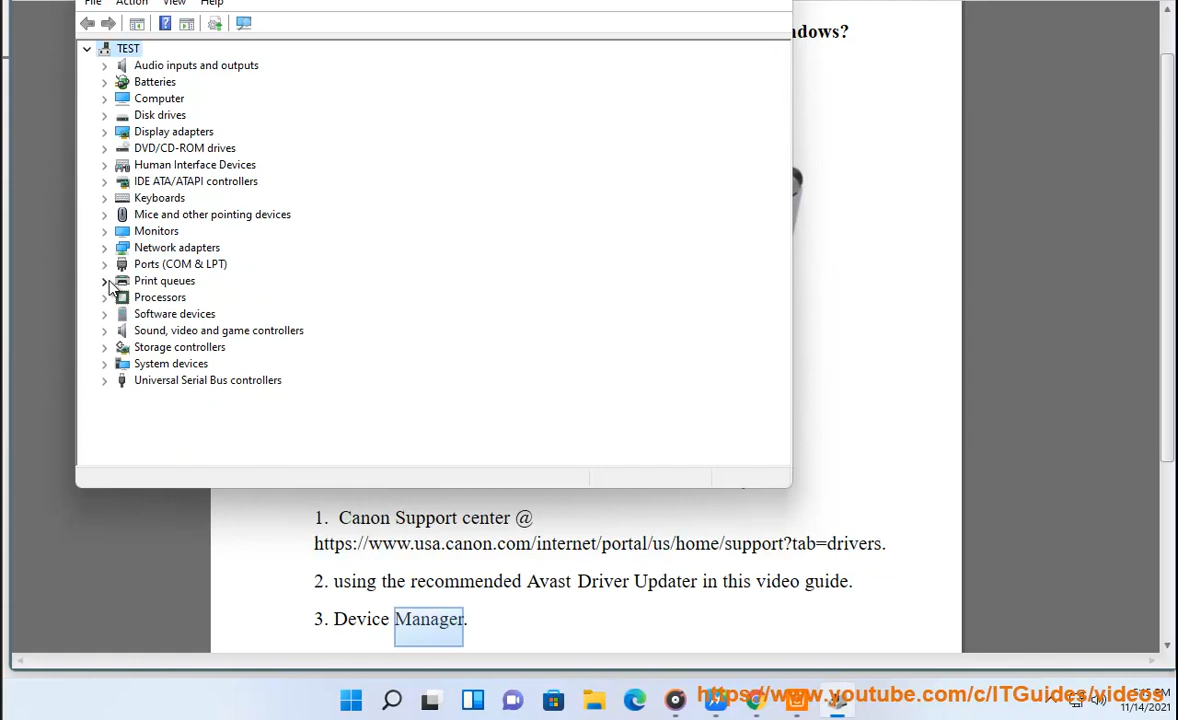 File Action View Help
ndows?
TEST
Audio inputs and outputs
Batteries
Computer
Disk drives
Display adapters
DVD/CD-ROM drives
Human Interface Devices
IDE ATA/ATAPI controllers
Keyboards
Mice and other pointing devices
Monitors
Network adapters
Ports (COM & LPT)
Print queues
Processors
Software devices
Sound, video and game controllers
Storage controllers
System devices
Universal Serial Bus controllers
1. Canon Support center @
https://www.usa.canon.com/internet/portal/us/home/support?tab=drivers.
2. using the recommended Avast Driver Updater in this video guide.
3. Device Manager.
https://www.youtube.com/c/ITGuides/videos
11/14/2021